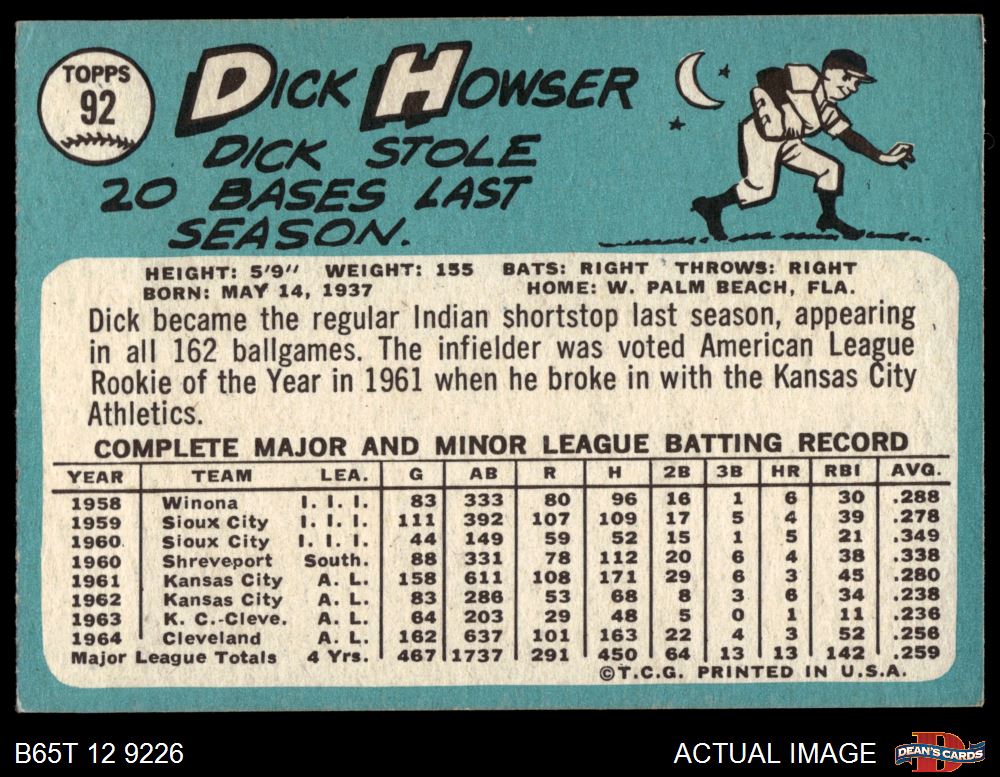 TOPPS
92
DICK HOWSER
DICK STOLE
20 BASES LAST
SEASON.
HEIGHT: 5'9" WEIGHT: 155 BATS: RIGHT THROWS: RIGHT
BORN: MAY 14, 1937 HOME: W. PALM BEACH, FLA.
Dick became the regular Indian shortstop last season, appearing
in all 162 ballgames. The infielder was voted American League
Rookie of the Year in 1961 when he broke in with the Kansas City
Athletics.
COMPLETE MAJOR AND MINOR LEAGUE BATTING RECORD
YEAR TEAM LEA. G AB R H 2B 3B HR RBI AVG.
1958 Winona I. I. I. 83 333 80 96 16 1 6 30 .288
1959 Sioux City I. I. I. 111 392 107 109 17 5 4 39 .278
1960 Sioux City I. I. I. 44 149 59 52 15 1 5 21 .349
1960 Shreveport South. 88 331 78 112 20 6 4 38 .338
1961 Kansas City A. L. 158 611 108 171 29 6 3 45 .280
1962 Kansas City A. L. 83 286 53 68 8 3 6 34 .238
1963 K. C.-Cleve. A. L. 64 203 29 48 5 0 1 11 .236
1964 Cleveland A. L. 162 637 101 163 22 4 3 52 .256
Major League Totals 4 Yrs. 467 1737 291 450 64 13 13 142 .259
©T.C.G. PRINTED IN U.S.A.
B65T 12 9226 ACTUAL IMAGE
D
DEAN'S CARDS